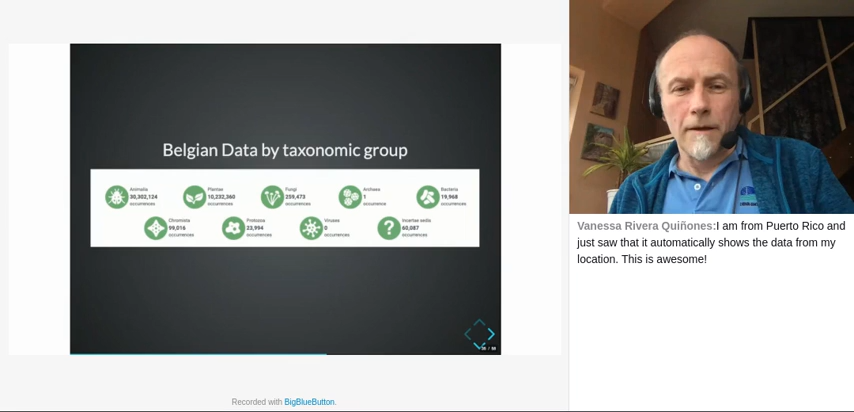 Belgian Data by taxonomic group
Animalia
30,302,124
occurrences
Plantae
10,232,360
occurrences
Fungi
259,473
occurrences
Archaea
1
occurrence
Bacteria
19,968
occurrences
Chromista
99,016
occurrences
Protozoa
23,994
occurrences
Viruses
0
occurrences
Incertae sedis
60,087
occurrences
Recorded with BigBlueButton.
Vanessa Rivera Quiñones:I am from Puerto Rico and
just saw that it automatically shows the data from my
location. This is awesome!